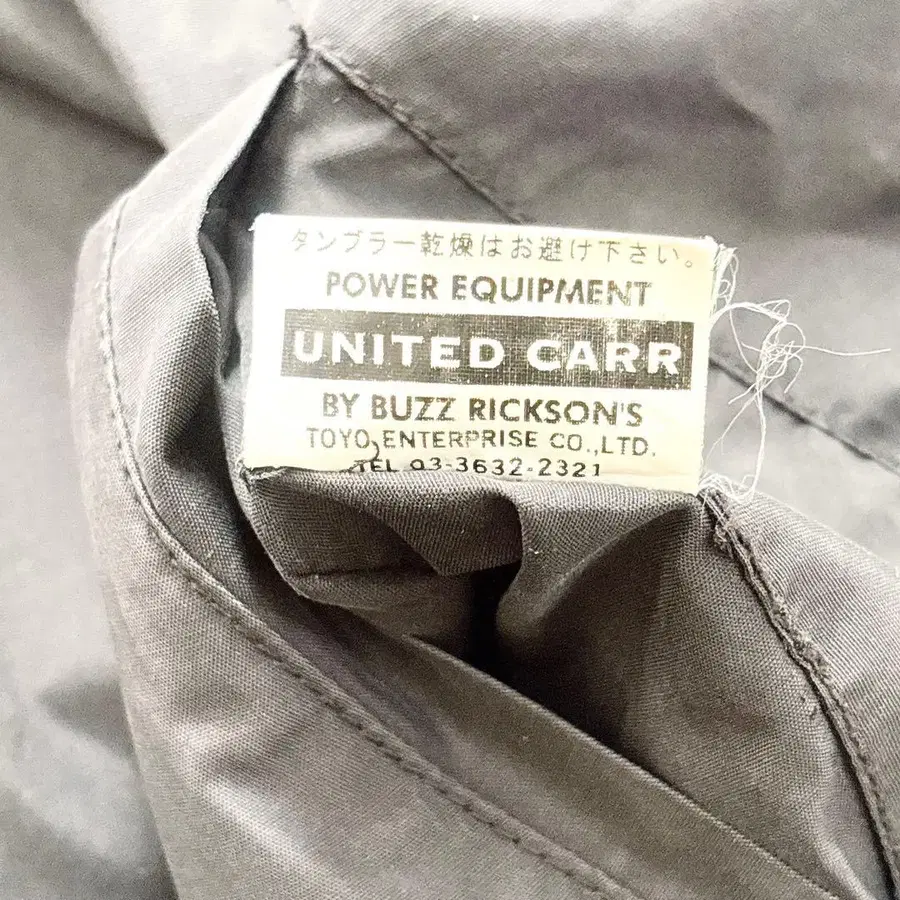 タンブラー乾燥はお避け下さい。
POWER EQUIPMENT
UNITED CARR
BY BUZZ RICKSON'S
TOYO ENTERPRISE CO.,LTD.
TEL 03-3632-2321